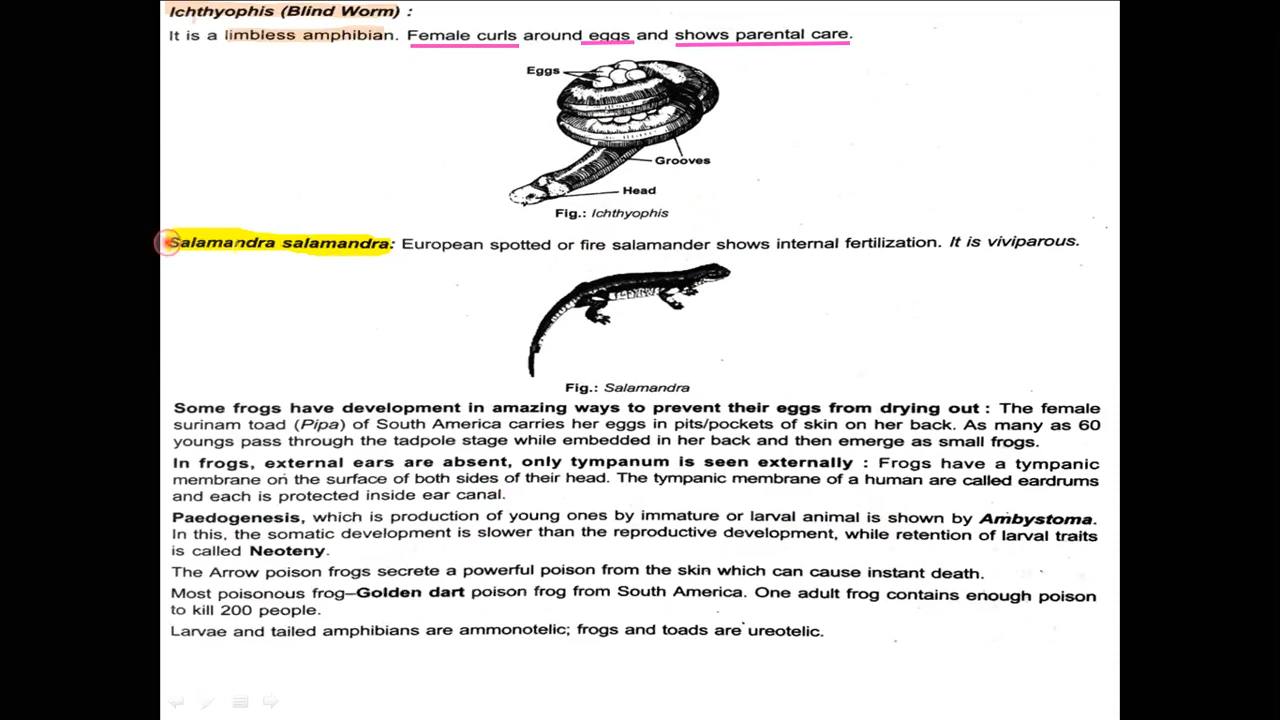 Ichthyophis (Blind Worm) :
It is a limbless amphibian. Female curls around eggs and shows parental care.
Eggs
Grooves
Head
Fig.: Ichthyophis
Salamandra salamandra: European spotted or fire salamander shows internal fertilization. It is viviparous.
Fig.: Salamandra
Some frogs have development in amazing ways to prevent their eggs from drying out : The female
surinam toad (Pipa) of South America carries her eggs in pits/pockets of skin on her back. As many as 60
youngs pass through the tadpole stage while embedded in her back and then emerge as small frogs.
In frogs, external ears are absent, only tympanum is seen externally : Frogs have a tympanic
membrane on the surface of both sides of their head. The tympanic membrane of a human are called eardrums
and each is protected inside ear canal.
Paedogenesis, which is production of young ones by immature or larval animal is shown by Ambystoma.
In this, the somatic development is slower than the reproductive development, while retention of larval traits
is called Neoteny.
The Arrow poison frogs secrete a powerful poison from the skin which can cause instant death.
Most poisonous frog–Golden dart poison frog from South America. One adult frog contains enough poison
to kill 200 people.
Larvae and tailed amphibians are ammonotelic; frogs and toads are ureotelic.